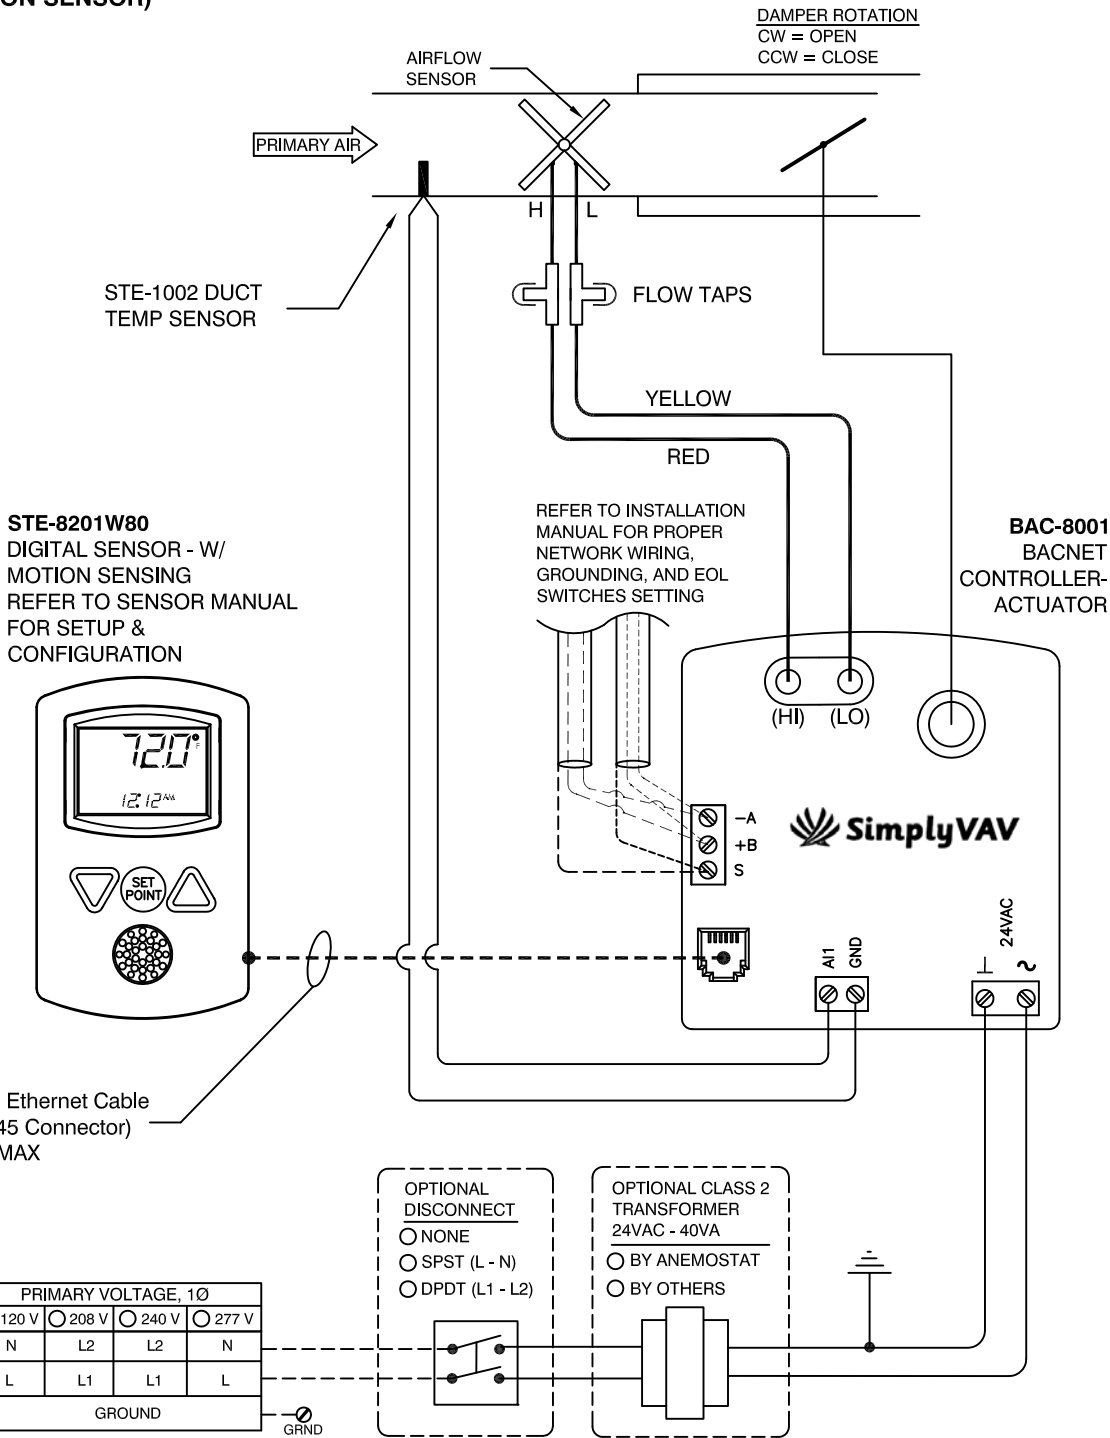 ON SENSOR)
DAMPER ROTATION
CW = OPEN
CCW = CLOSE
AIRFLOW
SENSOR
PRIMARY AIR
H
L
STE-1002 DUCT
TEMP SENSOR
FLOW TAPS
YELLOW
RED
STE-8201W80
DIGITAL SENSOR - W/
MOTION SENSING
REFER TO SENSOR MANUAL
FOR SETUP &
CONFIGURATION
REFER TO INSTALLATION
MANUAL FOR PROPER
NETWORK WIRING,
GROUNDING, AND EOL
SWITCHES SETTING
BAC-8001
BACNET
CONTROLLER-
ACTUATOR
72.0° F
12:12 AM
SET
POINT
(HI) (LO)
-A
+B
S
SimplyVAV
AI1
GND
24VAC
⊥ ~
Ethernet Cable
45 Connector)
MAX
OPTIONAL
DISCONNECT
NONE
SPST (L - N)
DPDT (L1 - L2)
OPTIONAL CLASS 2
TRANSFORMER
24VAC - 40VA
BY ANEMOSTAT
BY OTHERS
PRIMARY VOLTAGE, 1Ø
120 V 208 V 240 V 277 V
N L2 L2 N
L L1 L1 L
GROUND
GRND